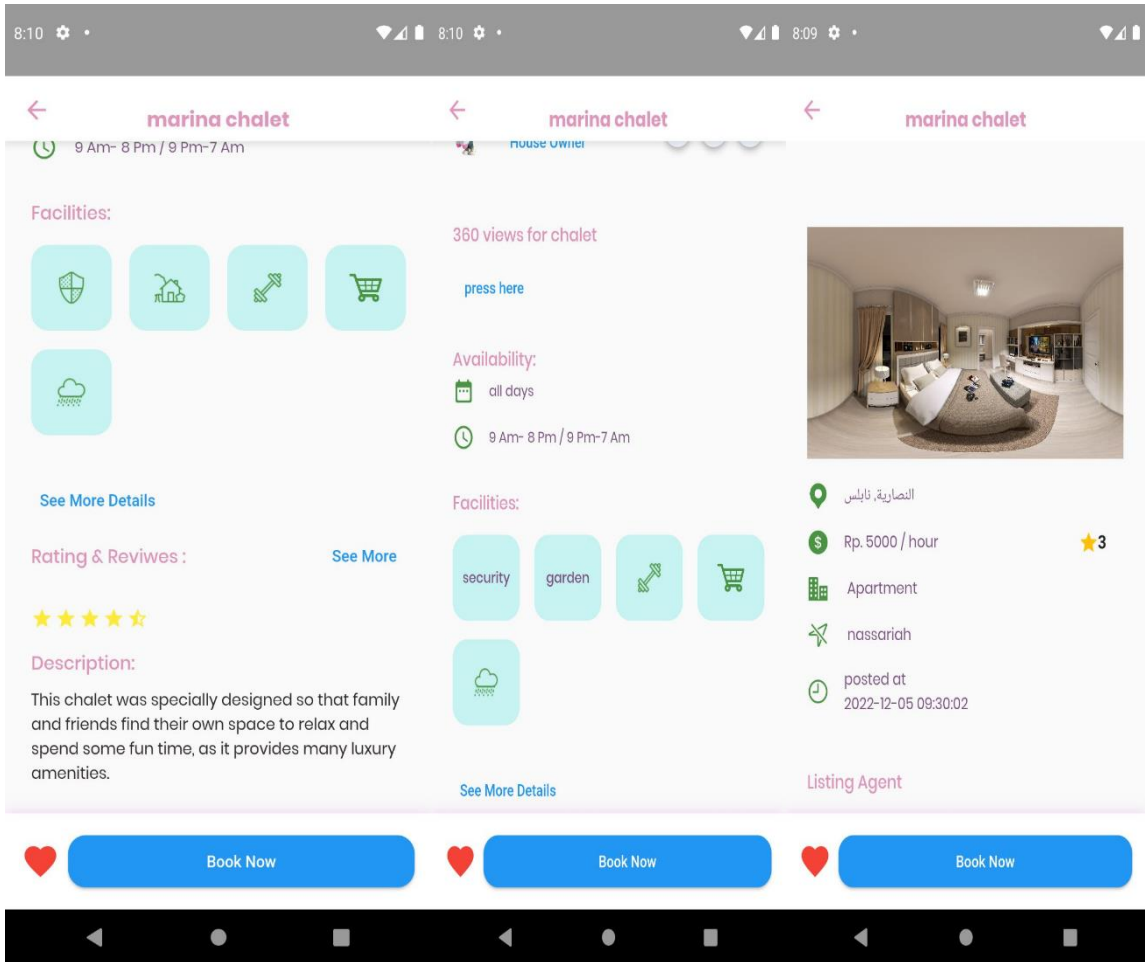 8:10
marina chalet
9 Am- 8 Pm / 9 Pm-7 Am
Facilities:
See More Details
Rating & Reviwes :
See More
Description:
This chalet was specially designed so that family
and friends find their own space to relax and
spend some fun time, as it provides many luxury
amenities.
Book Now
8:10
marina chalet
House Owner
360 views for chalet
press here
Availability:
all days
9 Am- 8 Pm / 9 Pm-7 Am
Facilities:
security
garden
See More Details
Book Now
8:09
marina chalet
النصارية, نابلس
Rp. 5000 / hour
3
Apartment
nassariah
posted at
2022-12-05 09:30:02
Listing Agent
Book Now